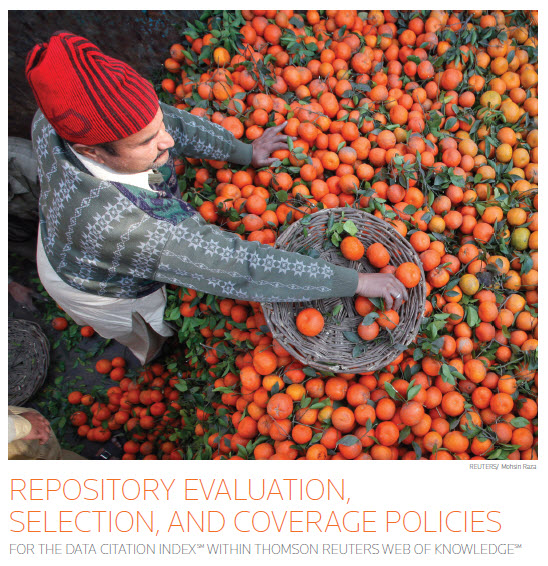 REUTERS/ Mohsin Raza
REPOSITORY EVALUATION,
SELECTION, AND COVERAGE POLICIES
FOR THE DATA CITATION INDEX℠ WITHIN THOMSON REUTERS WEB OF KNOWLEDGE℠